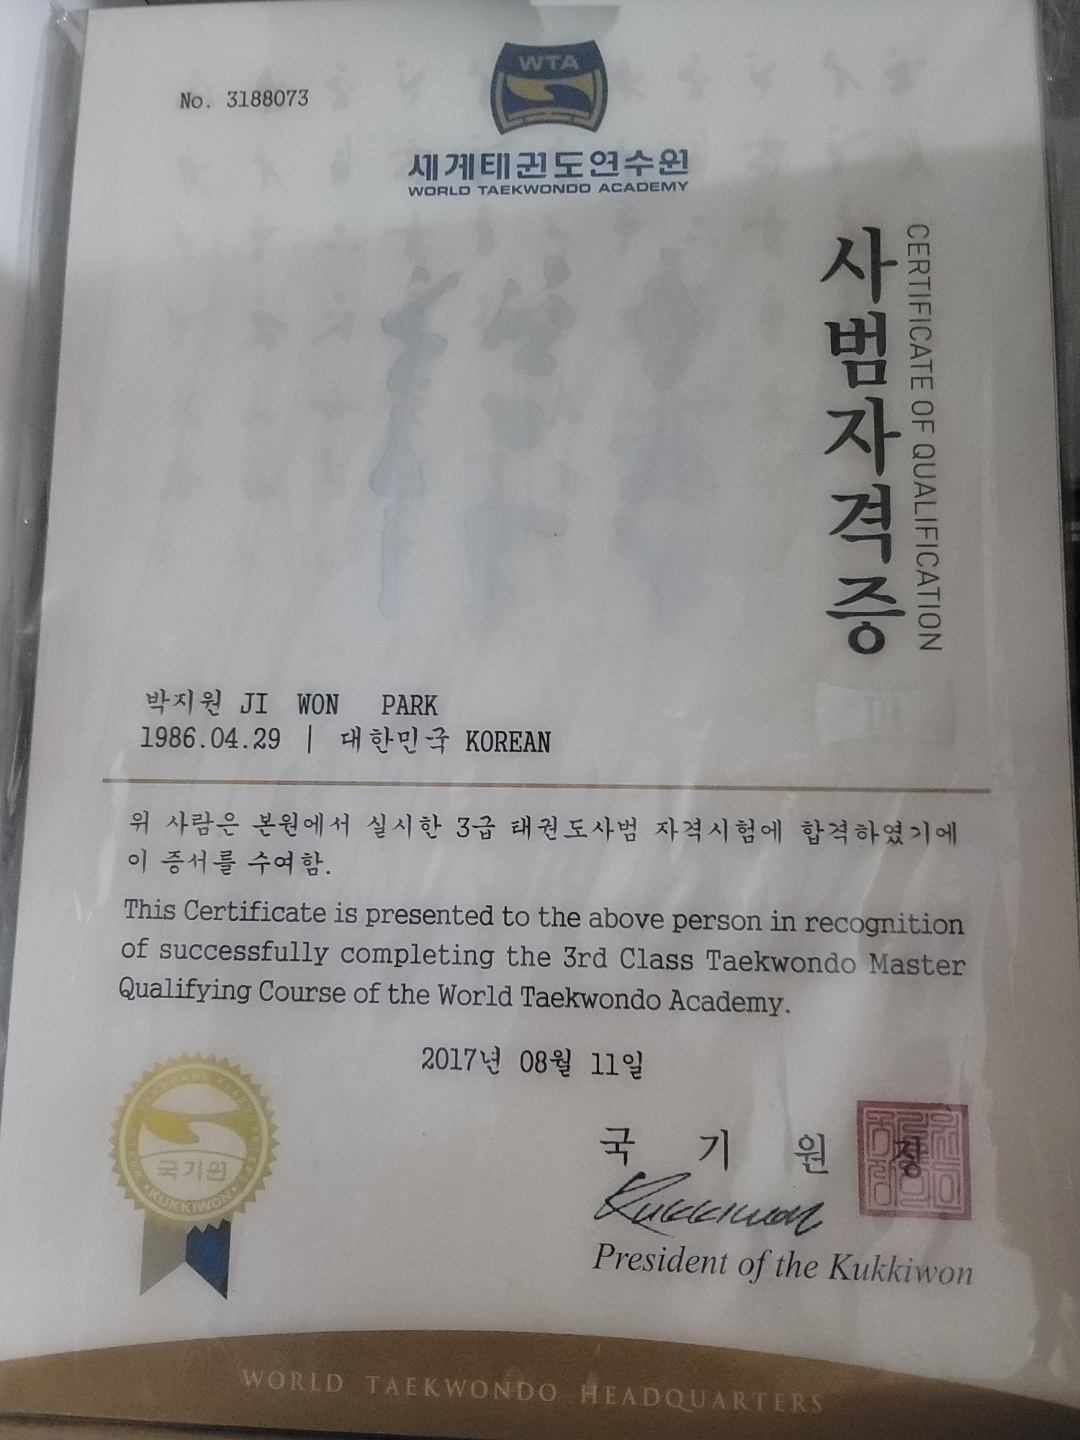 No. 3188073
WTA
세계태권도연수원
WORLD TAEKWONDO ACADEMY
사범자격증
CERTIFICATE OF QUALIFICATION
박지원 JI WON PARK
1986.04.29 | 대한민국 KOREAN
위 사람은 본원에서 실시한 3급 태권도사범 자격시험에 합격하였기에
이 증서를 수여함.
This Certificate is presented to the above person in recognition
of successfully completing the 3rd Class Taekwondo Master
Qualifying Course of the World Taekwondo Academy.
2017년 08월 11일
국기원
KUKKIWON
국 기 원 장
Kukkiwon
President of the Kukkiwon
WORLD TAEKWONDO HEADQUARTERS